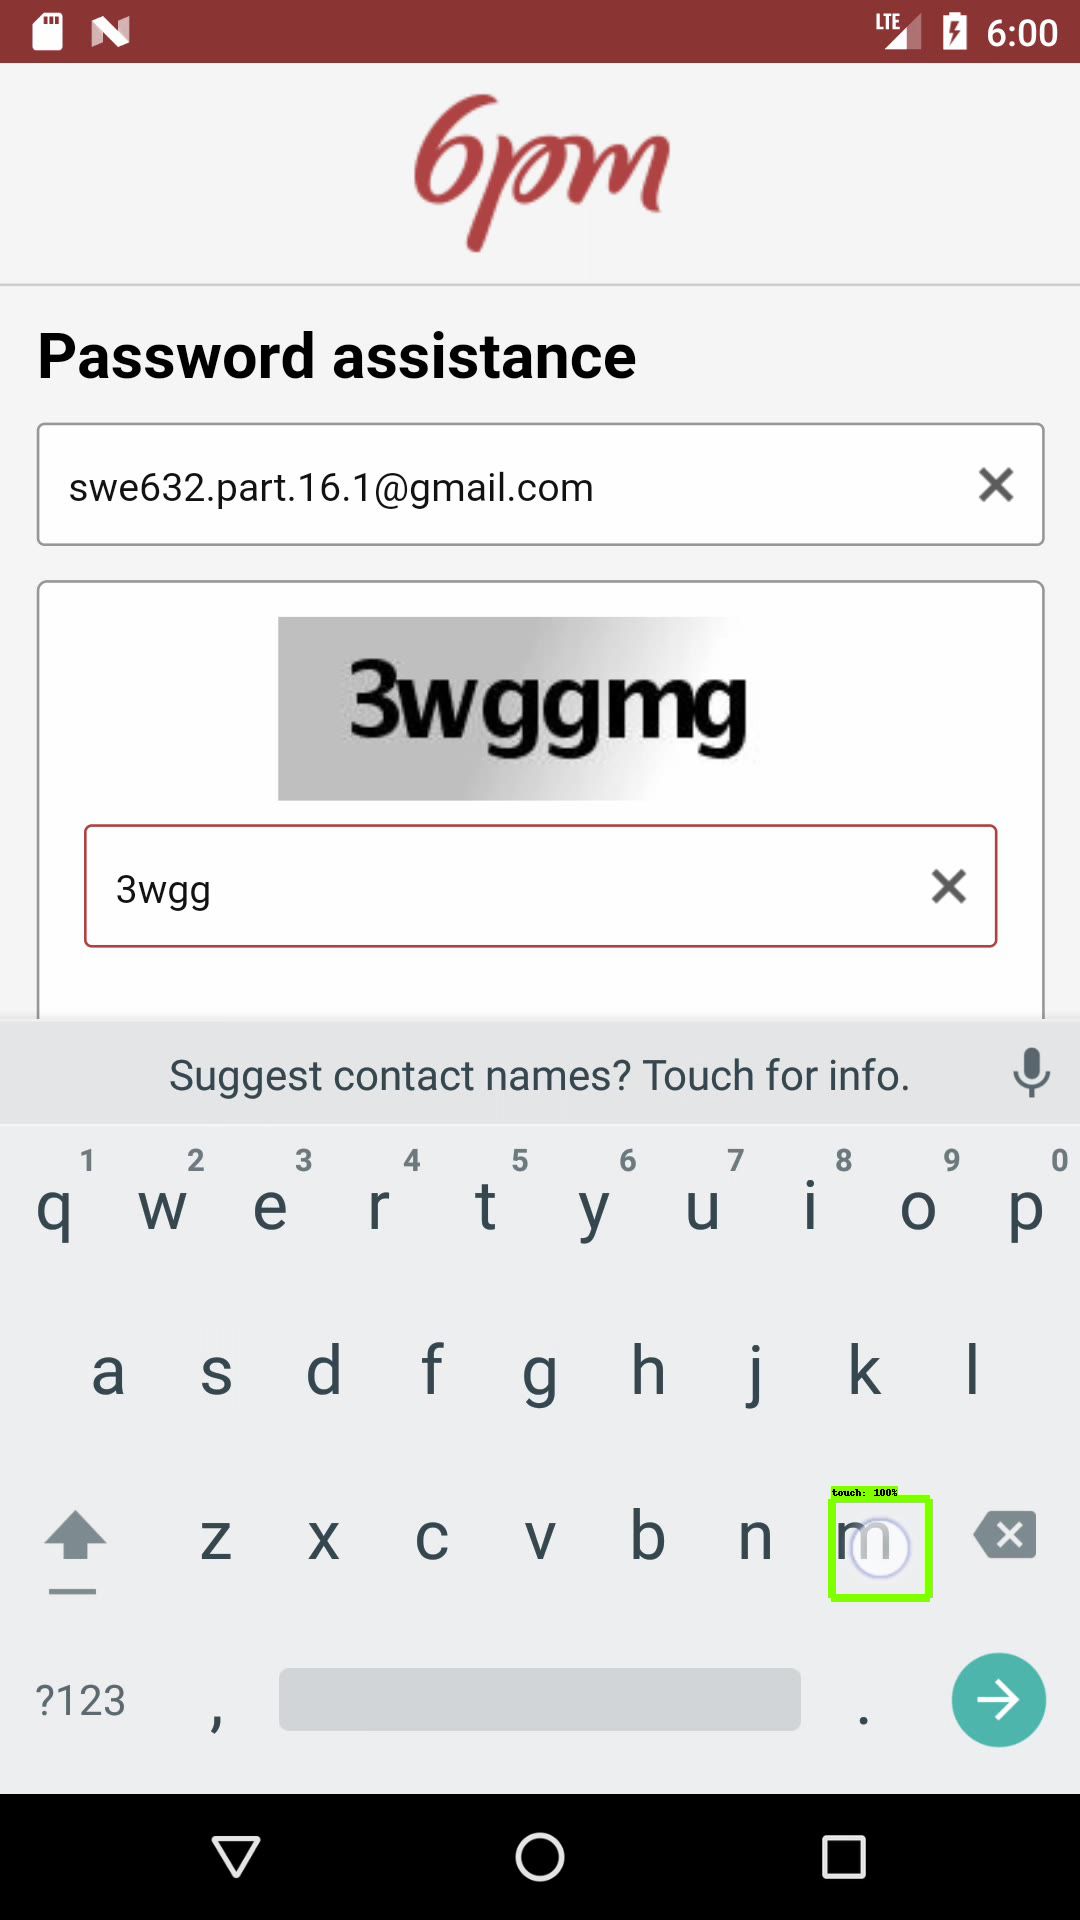 LTE 6:00
6pm
Password assistance
swe632.part.16.1@gmail.com
3wggmg
3wgg
Suggest contact names? Touch for info.
1 2 3 4 5 6 7 8 9 0
q w e r t y u i o p
a s d f g h j k l
touch: 100%
z x c v b n m
?123 , .